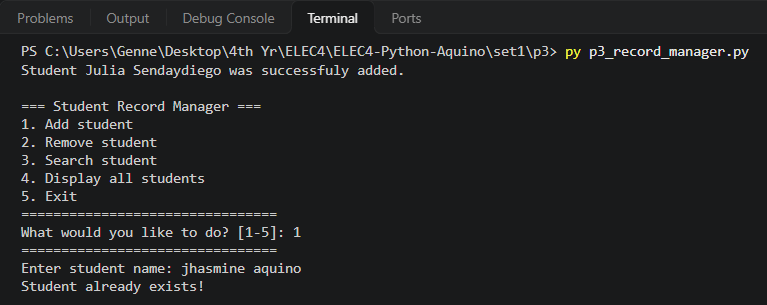 Problems Output Debug Console Terminal Ports
PS C:\Users\Genne\Desktop\4th Yr\ELEC4\ELEC4-Python-Aquino\set1\p3> py p3_record_manager.py
Student Julia Sendaydiego was successfuly added.
=== Student Record Manager ===
1. Add student
2. Remove student
3. Search student
4. Display all students
5. Exit
==============================
What would you like to do? [1-5]: 1
==============================
Enter student name: jhasmine aquino
Student already exists!